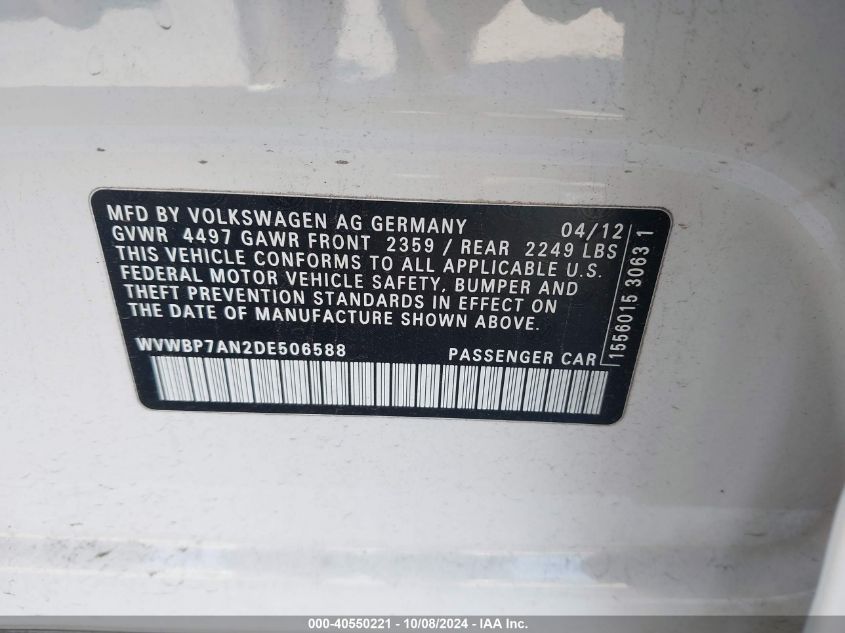 MFD BY VOLKSWAGEN AG GERMANY 04/12
GVWR 4497 GAWR FRONT 2359 / REAR 2249 LBS
THIS VEHICLE CONFORMS TO ALL APPLICABLE U.S.
FEDERAL MOTOR VEHICLE SAFETY, BUMPER AND
THEFT PREVENTION STANDARDS IN EFFECT ON
THE DATE OF MANUFACTURE SHOWN ABOVE.
WVWBP7AN2DE506588 PASSENGER CAR
1556015 3063 1
000-40550221 - 10/08/2024 - IAA Inc.